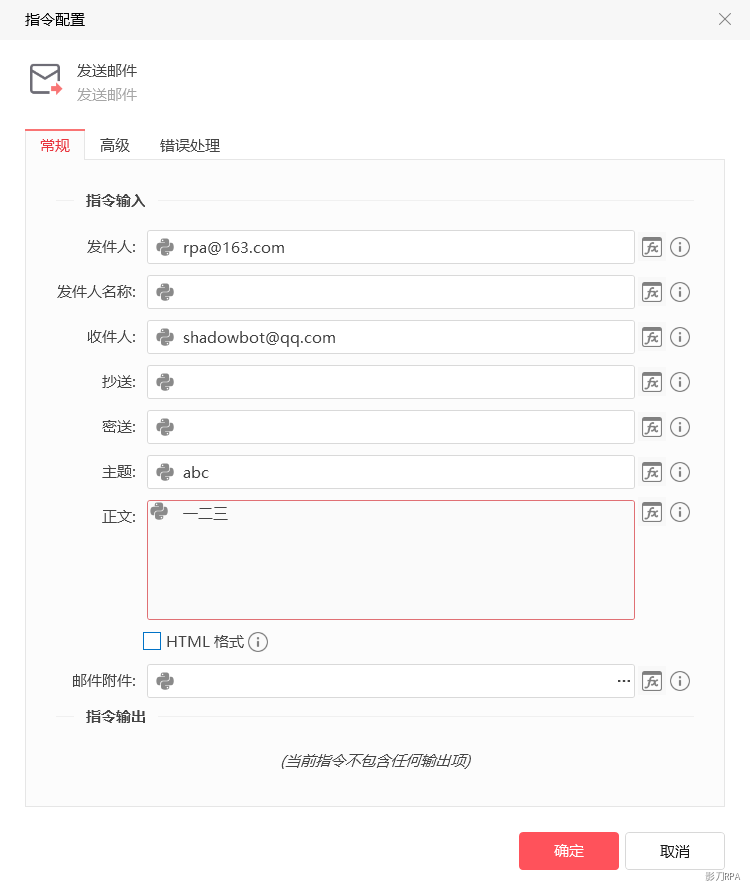 指令配置
发送邮件
发送邮件
常规 高级 错误处理
指令输入
发件人: rpa@163.com
发件人名称:
收件人: shadowbot@qq.com
抄送:
密送:
主题: abc
正文: 一二三
HTML 格式
邮件附件: ...
指令输出
(当前指令不包含任何输出项)
确定 取消
影刀RPA